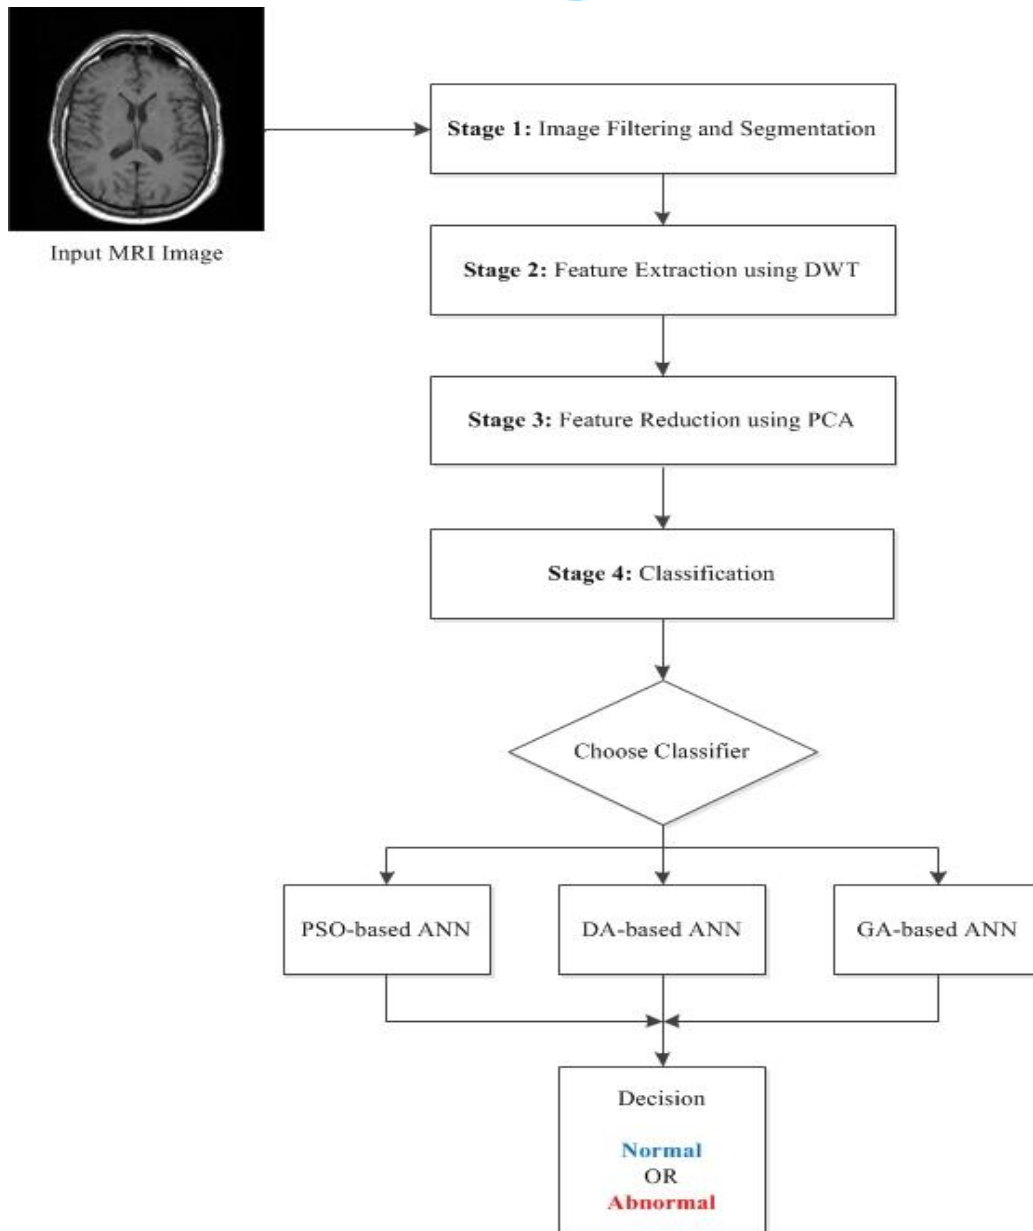 Input MRI Image
Stage 1: Image Filtering and Segmentation
Stage 2: Feature Extraction using DWT
Stage 3: Feature Reduction using PCA
Stage 4: Classification
Choose Classifier
PSO-based ANN
DA-based ANN
GA-based ANN
Decision
Normal
OR
Abnormal